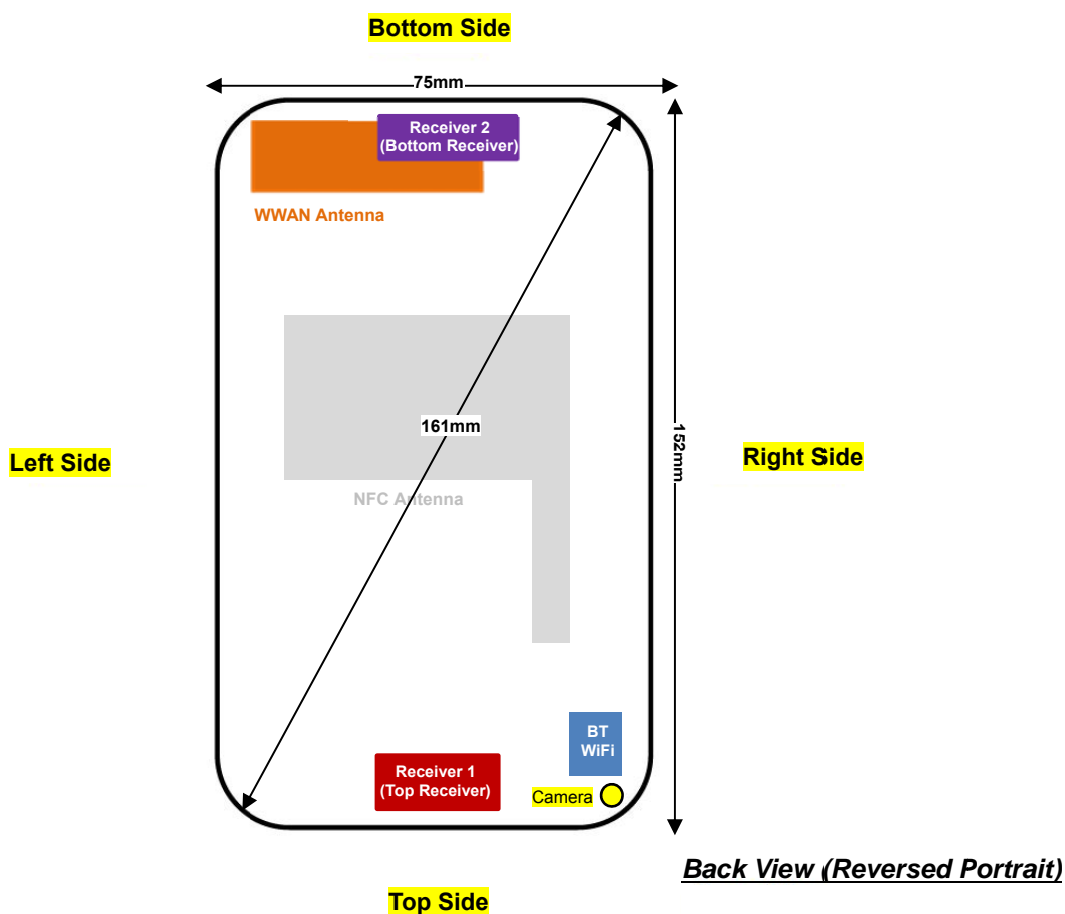 Bottom Side
75mm
Receiver 2
(Bottom Receiver)
WWAN Antenna
161mm
152mm
Left Side
Right Side
NFC Antenna
BT
WiFi
Receiver 1
(Top Receiver)
Camera
Back View (Reversed Portrait)
Top Side